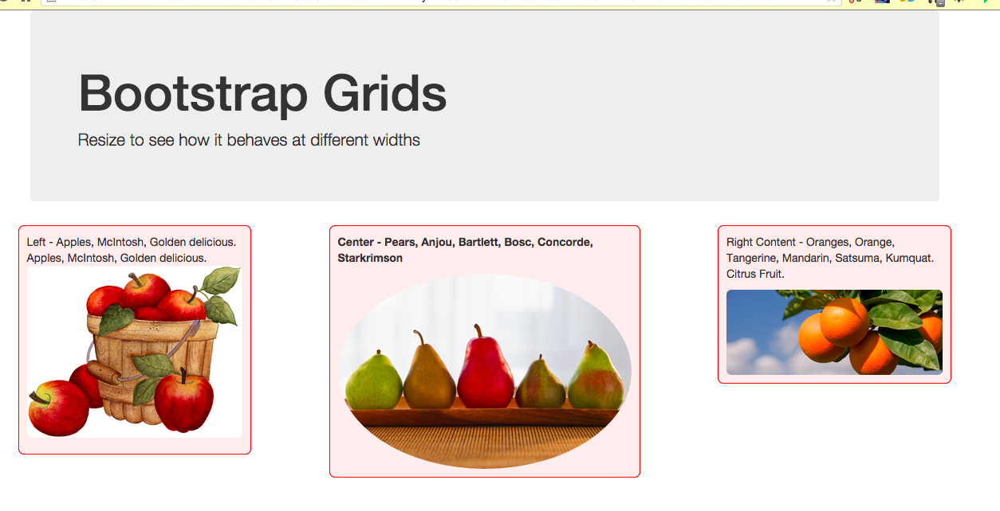 Bootstrap Grids
Resize to see how it behaves at different widths
Left - Apples, McIntosh, Golden delicious.
Apples, McIntosh, Golden delicious.
Center - Pears, Anjou, Bartlett, Bosc, Concorde,
Starkrimson
Right Content - Oranges, Orange,
Tangerine, Mandarin, Satsuma, Kumquat.
Citrus Fruit.